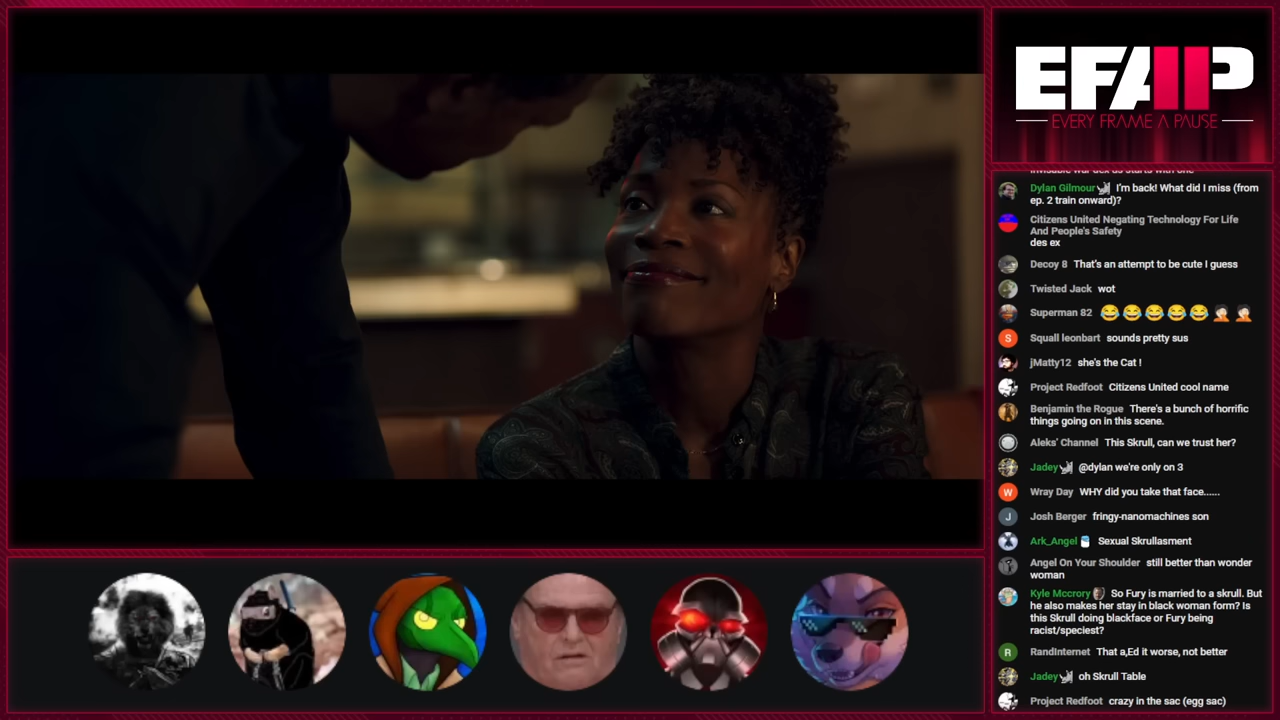 EFAP
EVERY FRAME A PAUSE
Dylan Gilmour I'm back! What did I miss (from
ep. 2 train onward)?
Citizens United Negating Technology For Life
And People's Safety
des ex
Decoy 8 That's an attempt to be cute I guess
Twisted Jack wot
Superman 82 😂😂😂😂😂🤦🏻🤦🏻
S Squall leonbart sounds pretty sus
jMatty12 she's the Cat !
Project Redfoot Citizens United cool name
Benjamin the Rogue There's a bunch of horrific
things going on in this scene.
Aleks' Channel This Skrull, can we trust her?
Jadey @dylan we're only on 3
W Wray Day WHY did you take that face......
J Josh Berger fringy-nanomachines son
Ark_Angel Sexual Skrullasment
Angel On Your Shoulder still better than wonder
woman
Kyle Mccrory So Fury is married to a skrull. But
he also makes her stay in black woman form? Is
this Skrull doing blackface or Fury being
racist/speciest?
R RandInternet That a,Ed it worse, not better
Jadey oh Skrull Table
Project Redfoot crazy in the sac (egg sac)